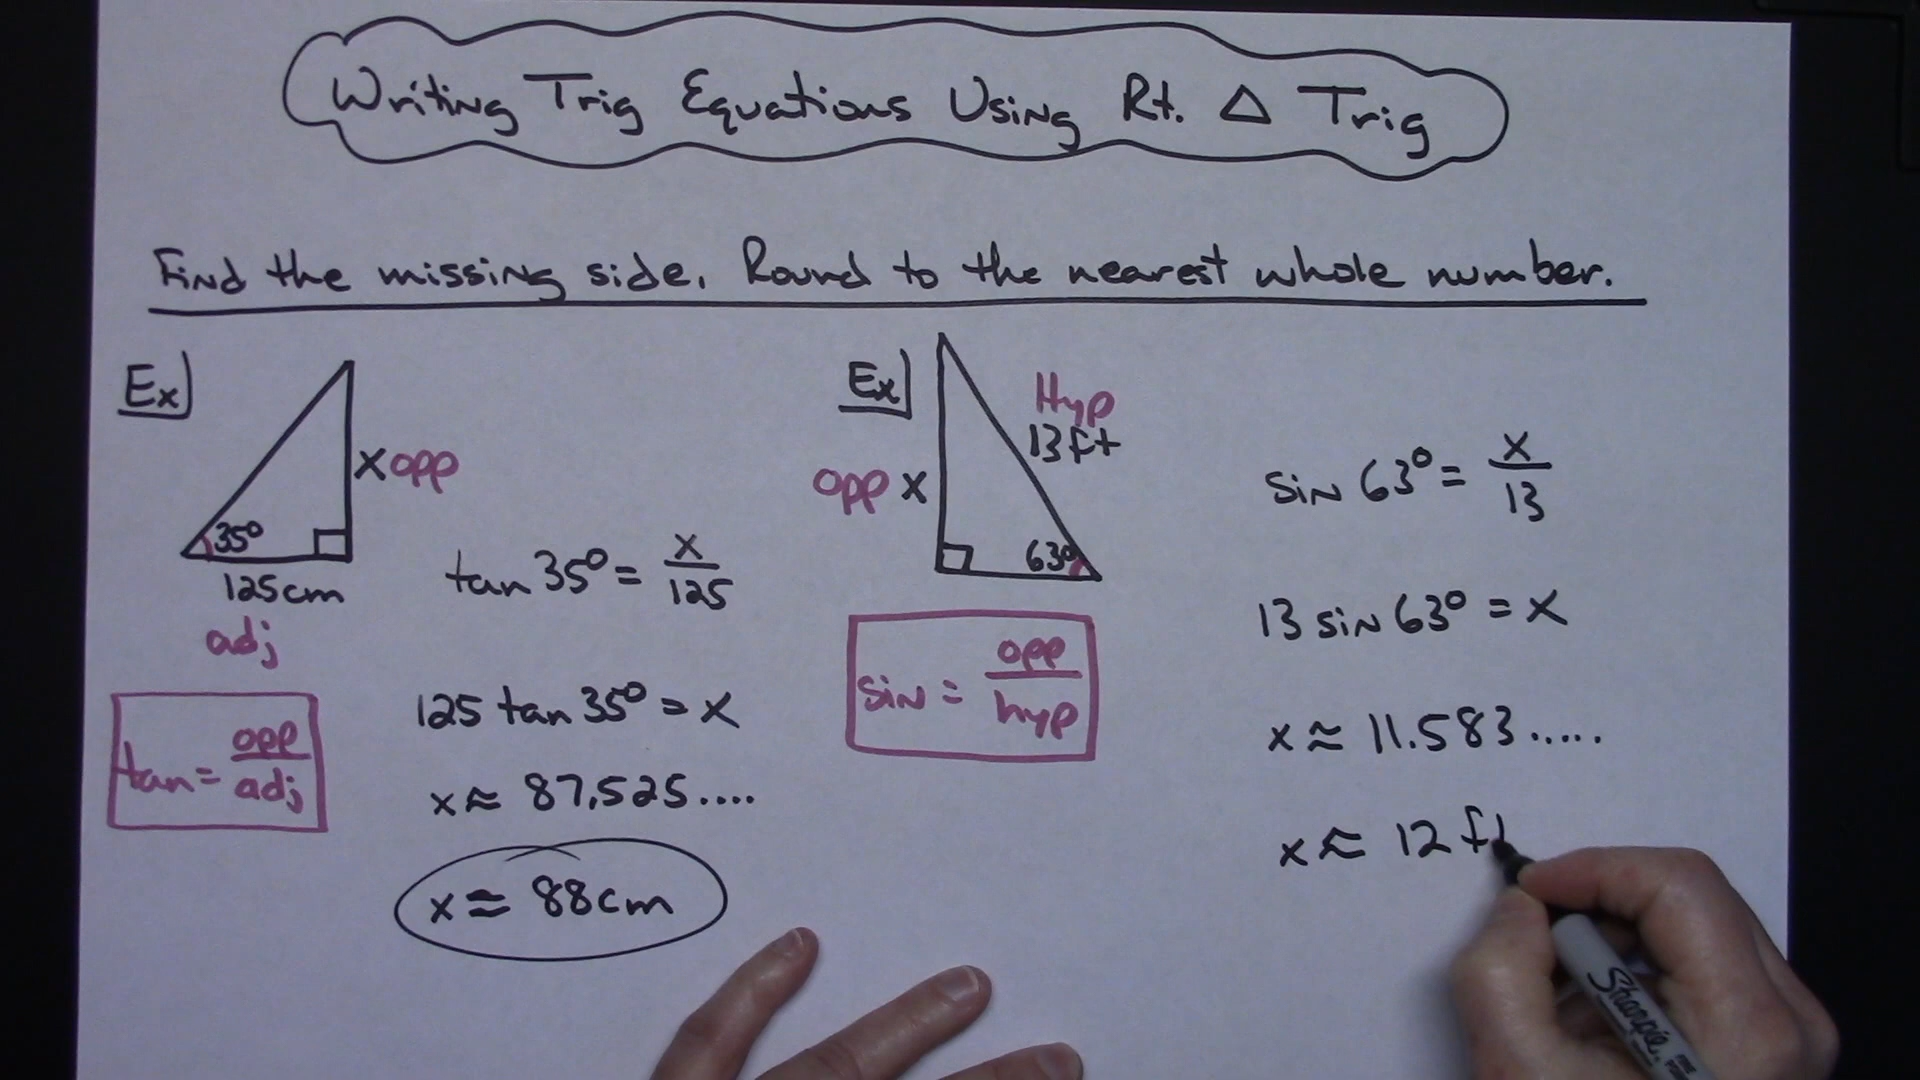 Writing Trig Equations Using Rt. △ Trig
Find the missing side. Round to the nearest whole number.
Ex
35°
x opp
125cm
adj
tan = opp/adj
tan 35° = x/125
125 tan 35° = x
x ≈ 87.525....
x ≈ 88cm
Ex
Hyp
13ft
opp x
63°
sin = opp/hyp
sin 63° = x/13
13 sin 63° = x
x ≈ 11.583.....
x ≈ 12 ft
Sharpie.